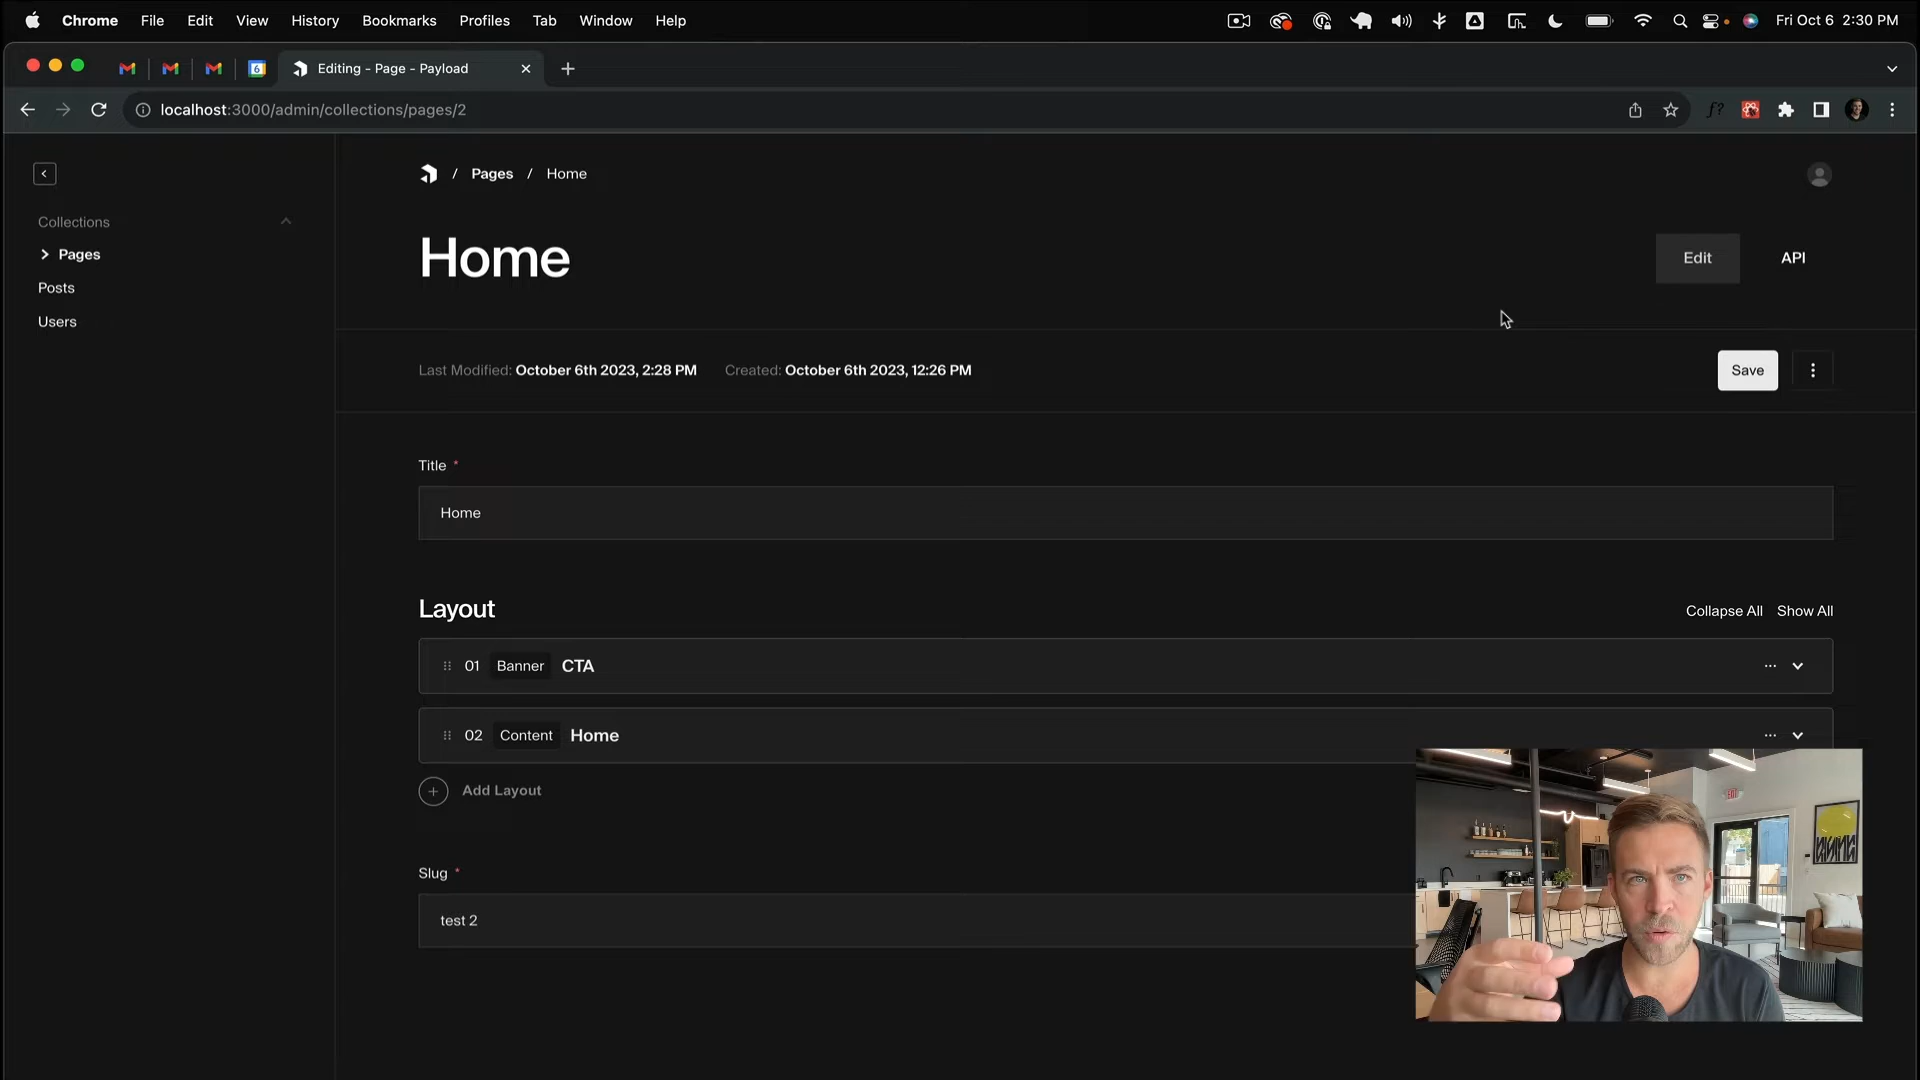 Chrome File Edit View History Bookmarks Profiles Tab Window Help Fri Oct 6 2:30 PM
6 Editing - Page - Payload
localhost:3000/admin/collections/pages/2 f?
/ Pages / Home
Collections
Pages
Posts
Users
Home
Edit API
Last Modified: October 6th 2023, 2:28 PM Created: October 6th 2023, 12:26 PM
Save
Title *
Home
Layout
Collapse All Show All
01 Banner CTA
02 Content Home
Add Layout
Slug *
test 2
EXIT